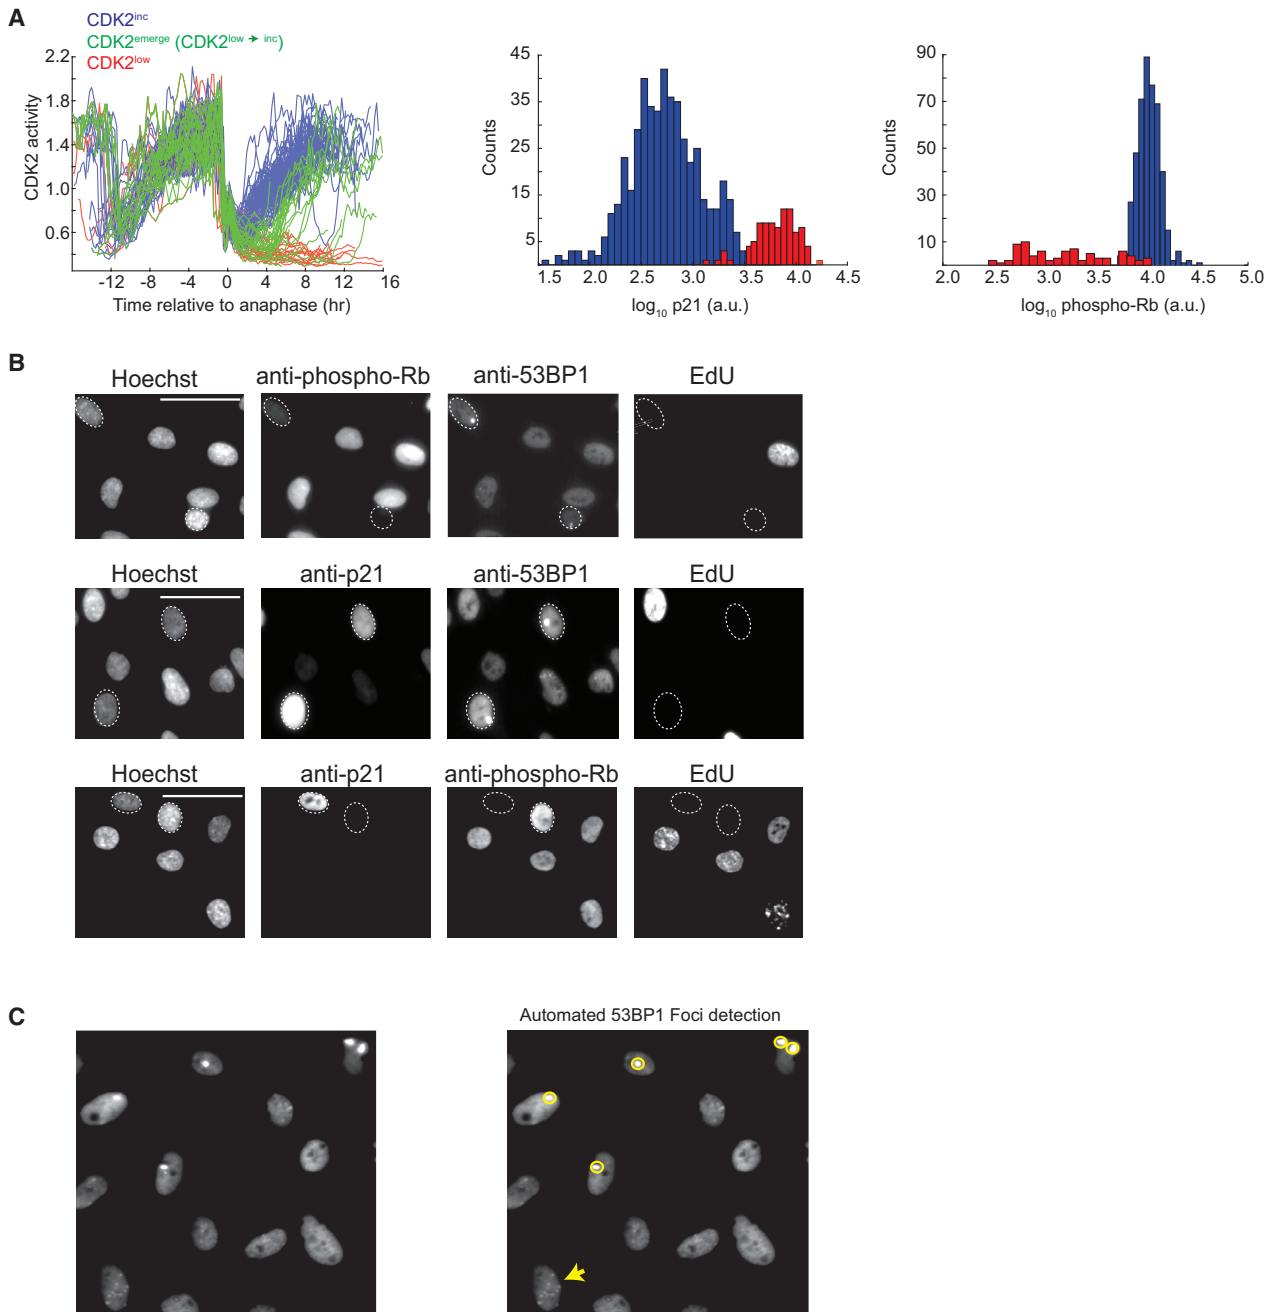 A
CDK2inc
CDK2emerge (CDK2low → inc)
CDK2low
2.2
1.8
1.4
1.0
0.6
CDK2 activity
-12 -8 -4 0 4 8 12 16
Time relative to anaphase (hr)
45
35
25
15
5
Counts
1.5 2.0 2.5 3.0 3.5 4.0 4.5
log10 p21 (a.u.)
90
70
50
30
10
Counts
2.0 2.5 3.0 3.5 4.0 4.5 5.0
log10 phospho-Rb (a.u.)
B
Hoechst anti-phospho-Rb anti-53BP1 EdU
Hoechst anti-p21 anti-53BP1 EdU
Hoechst anti-p21 anti-phospho-Rb EdU
C
Automated 53BP1 Foci detection